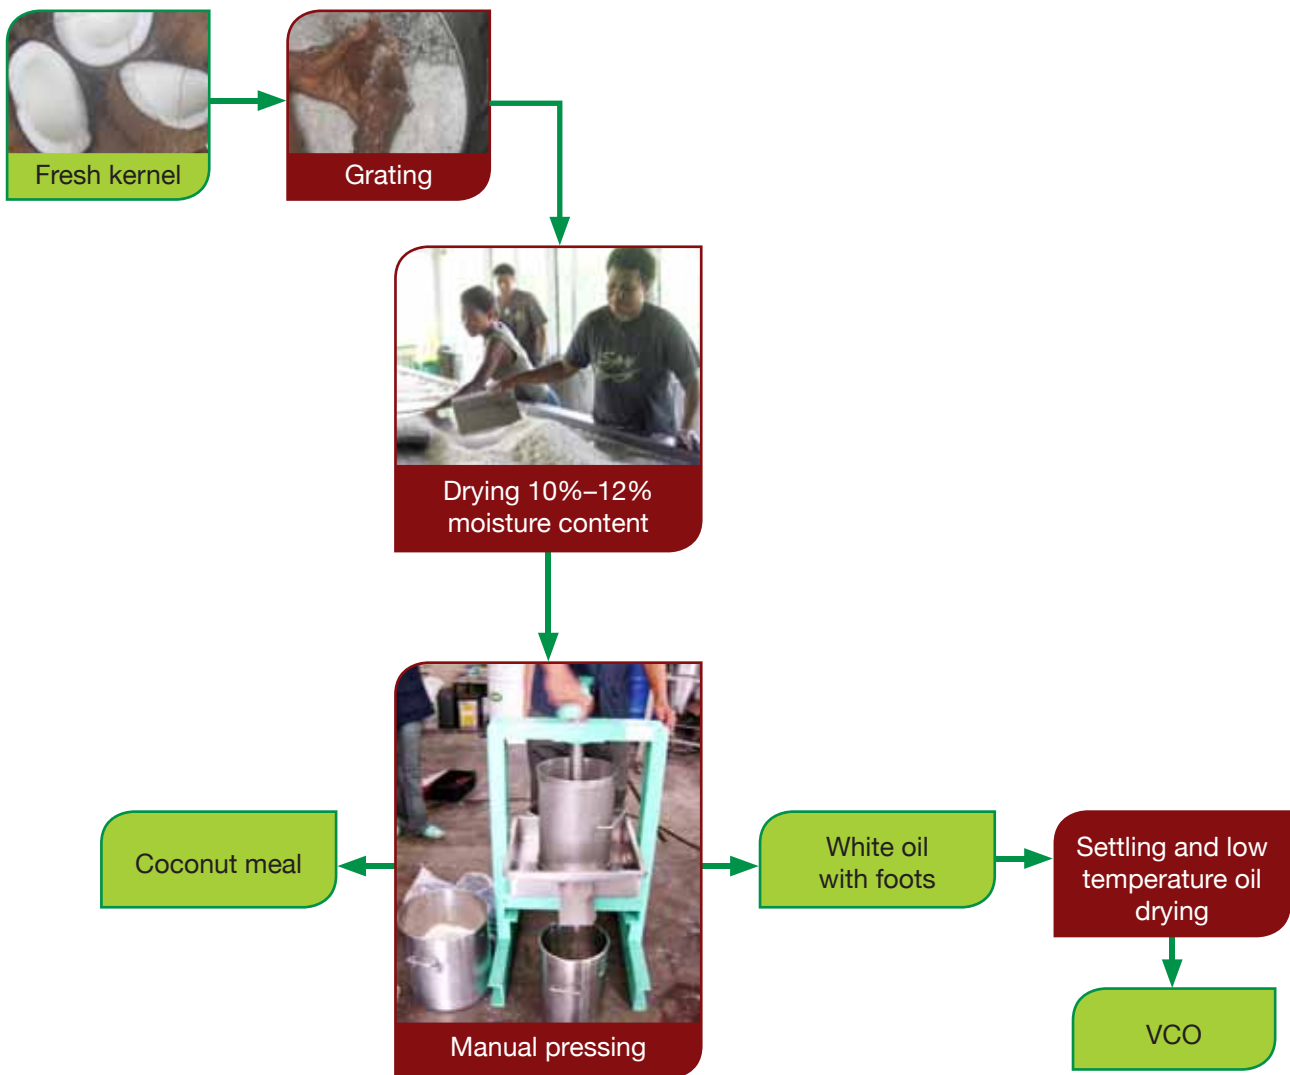 Fresh kernel
Grating
Drying 10%–12%
moisture content
Manual pressing
Coconut meal
White oil
with foots
Settling and low
temperature oil
drying
VCO